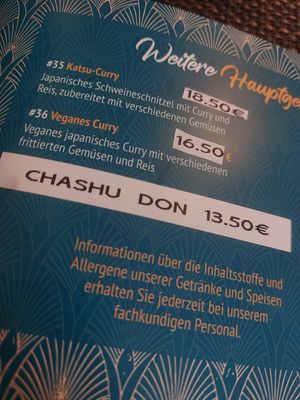 Weitere Hauptge
#35 Katsu-Curry
Japanisches Schweineschnitzel mit Curry und
Reis, zubereitet mit verschiedenen Gemüsen
18.50€
#36 Veganes Curry
Veganes japanisches Curry mit verschiedenen
frittierten Gemüsen und Reis
16.50€
CHASHU DON 13.50€
Informationen über die Inhaltsstoffe und
Allergene unserer Getränke und Speisen
erhalten Sie jederzeit bei unserem
fachkundigen Personal.